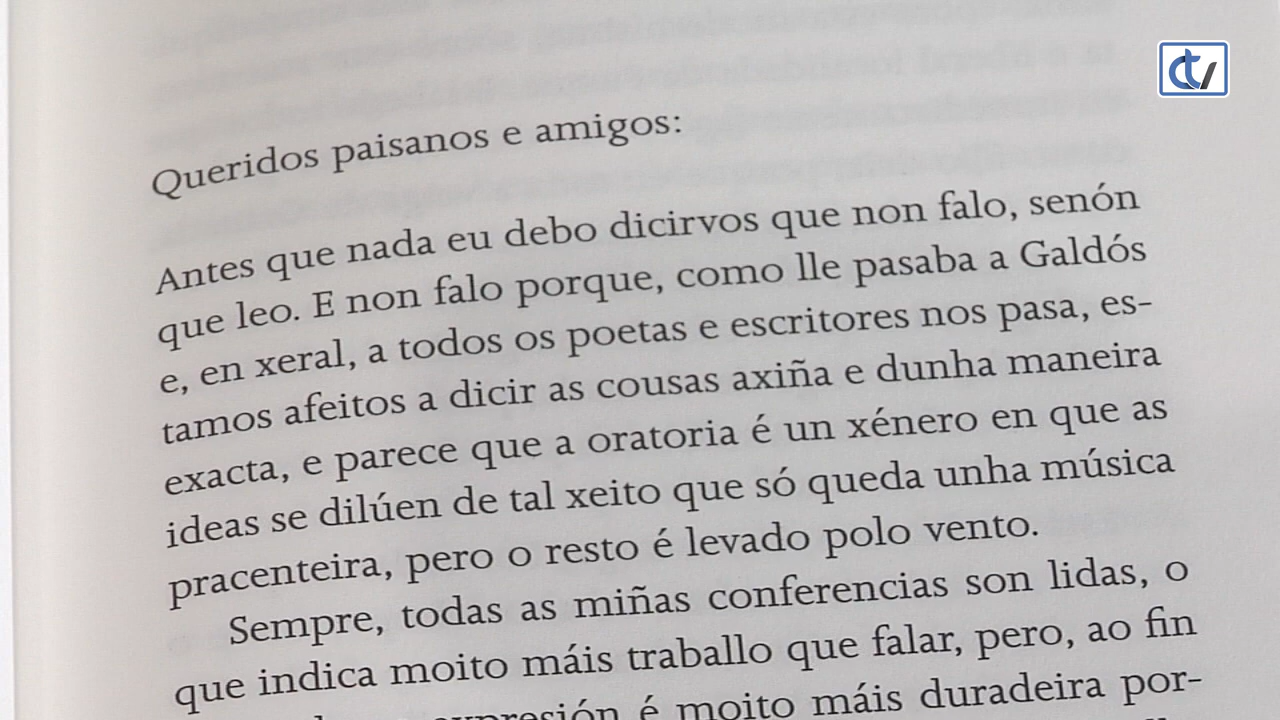 Queridos paisanos e amigos:
Antes que nada eu debo dicirvos que non falo, senón
que leo. E non falo porque, como lle pasaba a Galdós
e, en xeral, a todos os poetas e escritores nos pasa, es-
tamos afeitos a dicir as cousas axiña e dunha maneira
exacta, e parece que a oratoria é un xénero en que as
ideas se dilúen de tal xeito que só queda unha música
pracenteira, pero o resto é levado polo vento.
Sempre, todas as miñas conferencias son lidas, o
que indica moito máis traballo que falar, pero, ao fin
expresión é moito máis duradeira por-